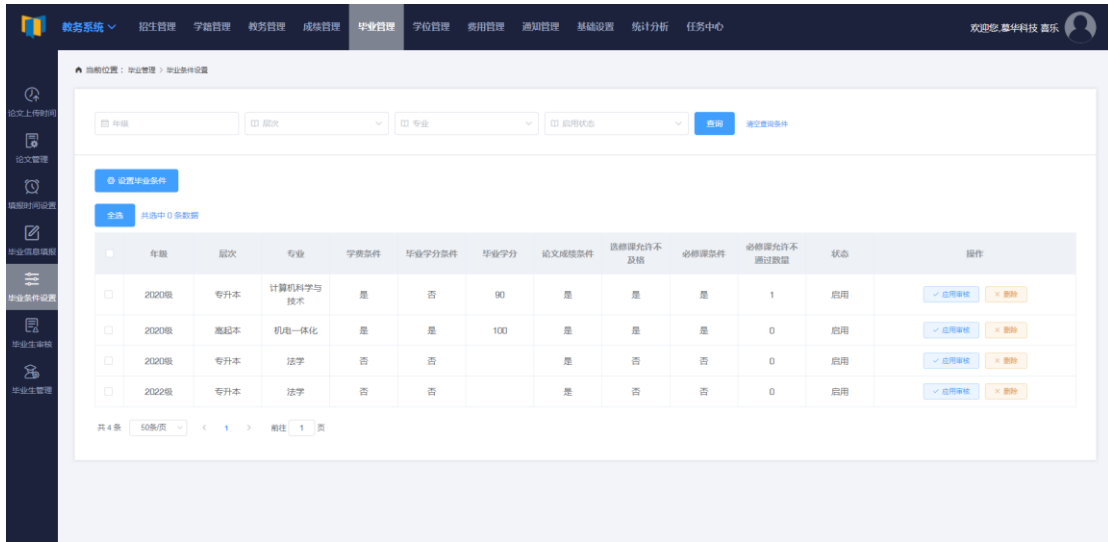 教务系统 招生管理 学籍管理 教务管理 成绩管理 毕业管理 学位管理 费用管理 通知管理 基础设置 统计分析 任务中心 欢迎您,慕华科技 喜乐
当前位置： 毕业管理 > 毕业条件设置
论文上传时间
论文管理
填报时间设置
毕业信息填报
毕业条件设置
毕业生审核
毕业生管理
年级 层次 专业 启用状态 查询 清空查询条件
设置毕业条件
全选 共选中 0 条数据
年级 层次 专业 学费条件 毕业学分条件 毕业学分 论文成绩条件 选修课允许不及格 必修课条件 必修课允许不通过数量 状态 操作
2020级 专升本 计算机科学与技术 是 否 90 是 是 是 1 启用 应用审核 × 删除
2020级 高起本 机电一体化 是 是 100 是 是 是 0 启用 应用审核 × 删除
2020级 专升本 法学 否 否 是 否 否 0 启用 应用审核 × 删除
2022级 专升本 法学 否 否 是 否 否 0 启用 应用审核 × 删除
共 4 条 50条/页 < 1 > 前往 1 页